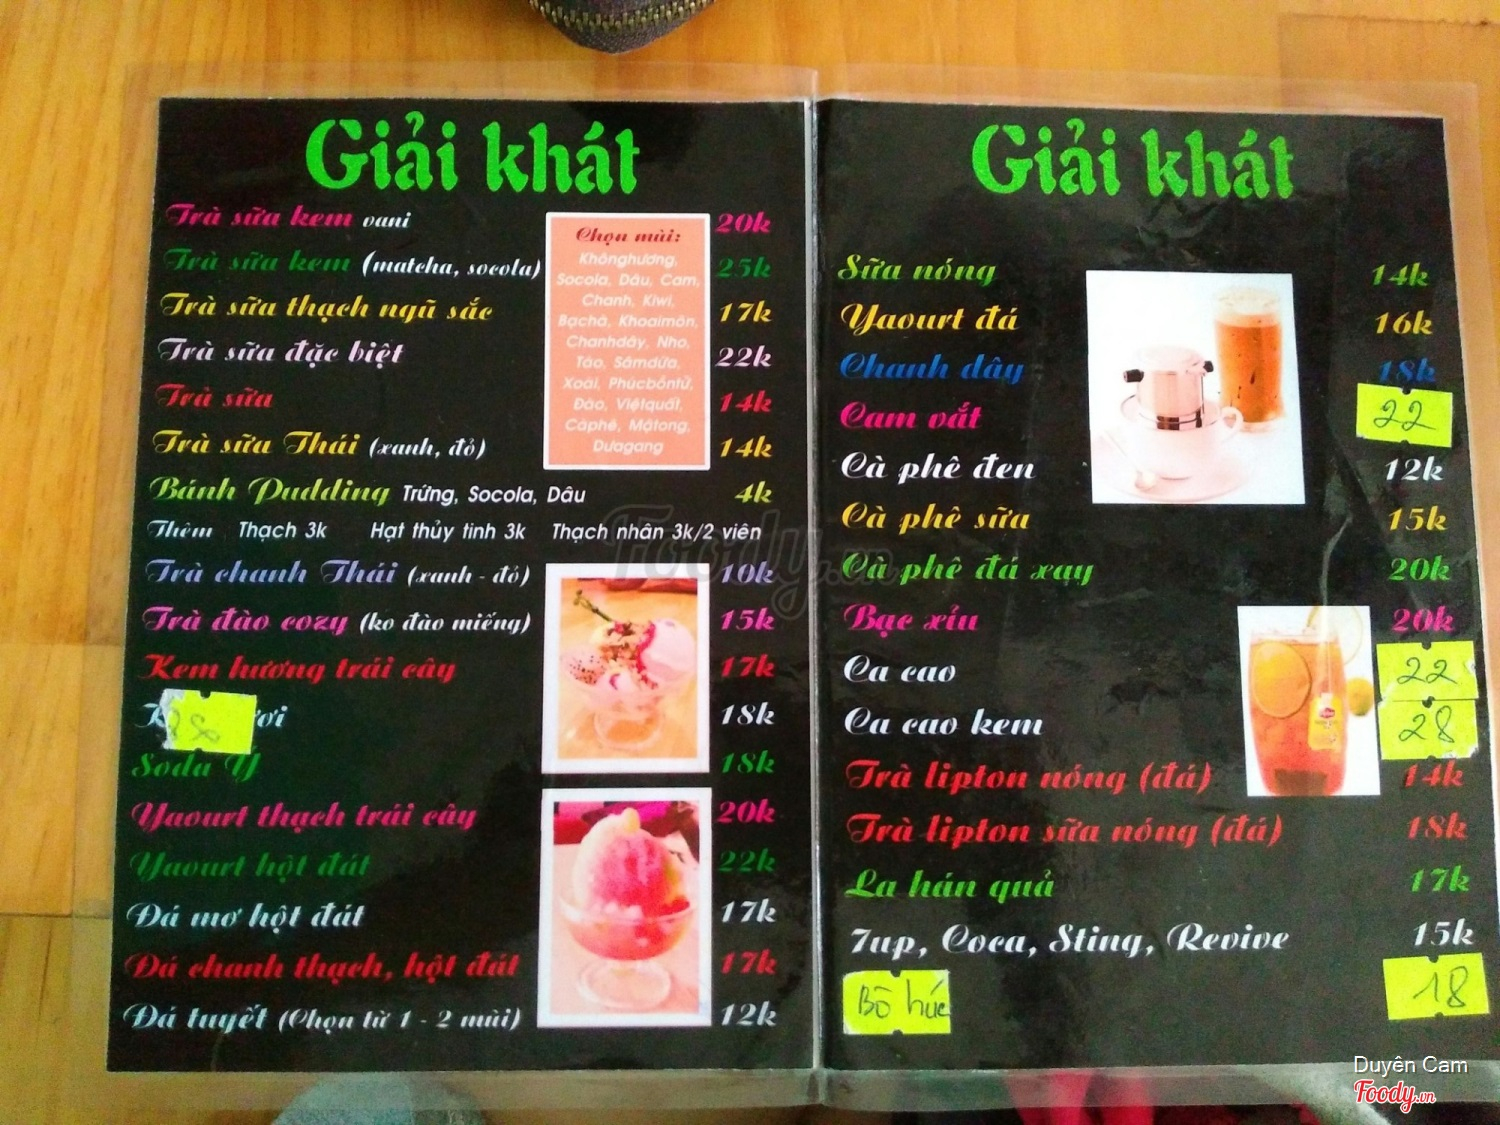 Giải khát
Trà sữa kem vani 20k
Trà sữa kem (matcha, socola) 25k
Trà sữa thạch ngũ sắc 17k
Trà sữa đặc biệt 22k
Trà sữa 14k
Trà sữa Thái (xanh, đỏ) 14k
Chọn mùi:
Khônghương,
Socola, Dâu, Cam,
Chanh, Kiwi,
Bạchà, Khoaimôn,
Chanhdây, Nho,
Táo, Sâmdứa,
Xoài, Phúcbồntử,
Đào, Việtquất,
Càphê, Mậtong,
Dưagang
Bánh Pudding Trứng, Socola, Dâu 4k
Thêm Thạch 3k Hạt thủy tinh 3k Thạch nhân 3k/2 viên
Trà chanh Thái (xanh - đỏ) 10k
Trà đào cozy (ko đào miếng) 15k
Kem hương trái cây 17k
18k
Soda Ý 18k
Yaourt thạch trái cây 20k
Yaourt hột đát 22k
Đá mơ hột đát 17k
Đá chanh thạch, hột đát 17k
Đá tuyết (Chọn từ 1 - 2 mùi) 12k
Giải khát
Sữa nóng 14k
Yaourt đá 16k
Chanh dây 18k
Cam vắt 22
Cà phê đen 12k
Cà phê sữa 15k
Cà phê đá xay 20k
Bạc xỉu 20k
Ca cao 22
Ca cao kem 28
Trà lipton nóng (đá) 14k
Trà lipton sữa nóng (đá) 18k
La hán quả 17k
7up, Coca, Sting, Revive 15k
Bò húc 18
Foody.vn
Duyên Cam
Foody.vn